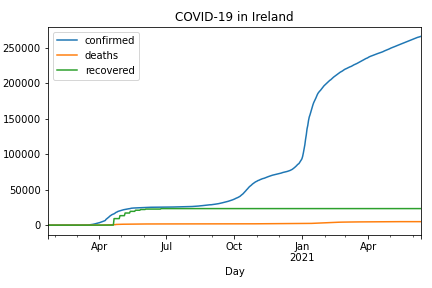 COVID-19 in Ireland
confirmed
deaths
recovered
250000
200000
150000
100000
50000
0
Apr Jul Oct Jan Apr
2021
Day